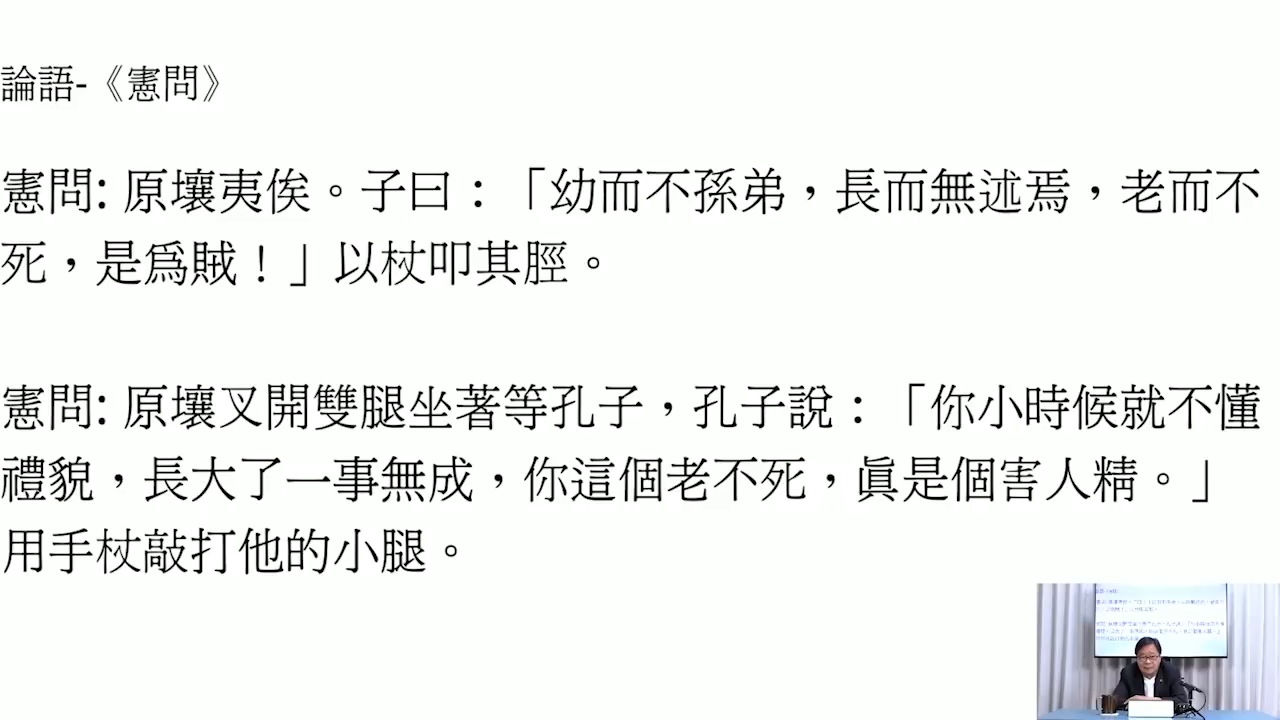 論語-《憲問》
憲問: 原壤夷俟。子曰：「幼而不孫弟，長而無述焉，老而不
死，是爲賊！」以杖叩其脛。
憲問: 原壤叉開雙腿坐著等孔子，孔子說：「你小時候就不懂
禮貌，長大了一事無成，你這個老不死，眞是個害人精。」
用手杖敲打他的小腿。